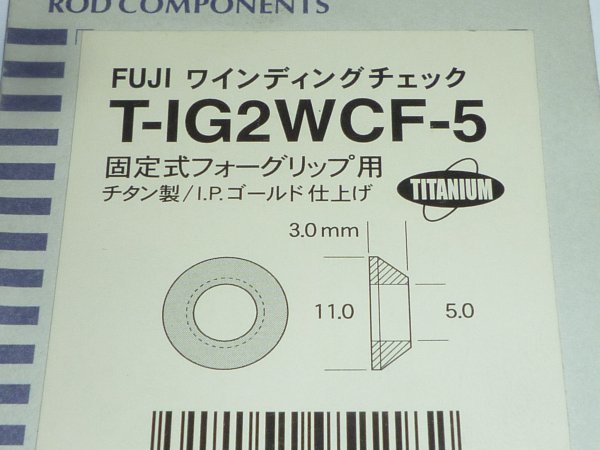 ROD COMPONENTS
FUJI ワインディングチェック
T-IG2WCF-5
固定式フォーグリップ用
チタン製/I.P.ゴールド仕上げ
TITANIUM
3.0mm
11.0
5.0